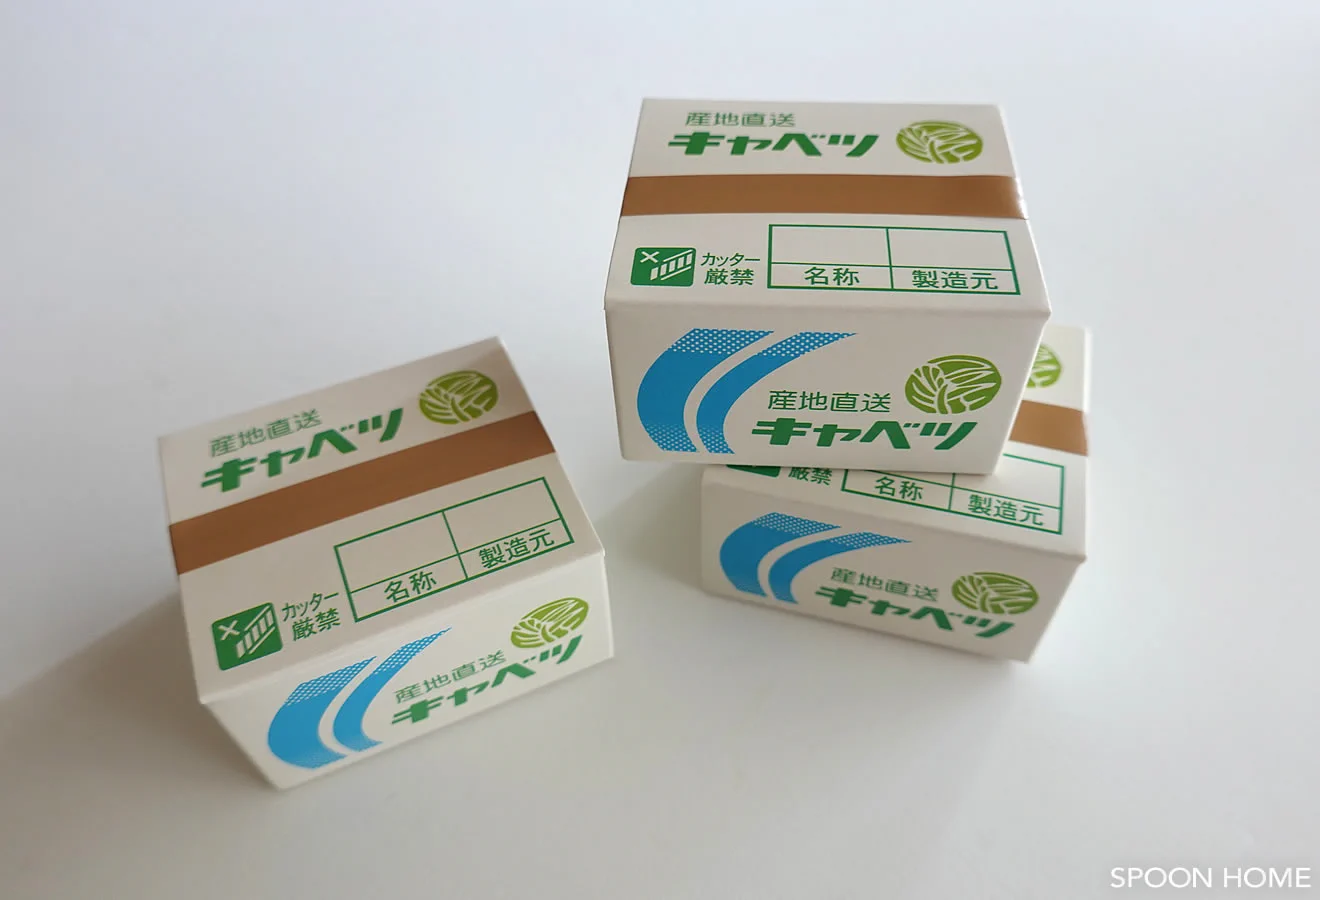 産地直送
キャベツ
カッター
厳禁
名称
製造元
産地直送
キャベツ
産地直送
キャベツ
カッター
厳禁
名称
製造元
産地直送
キャベツ
厳禁
名称
製造元
産地直送
キャベツ
SPOON HOME